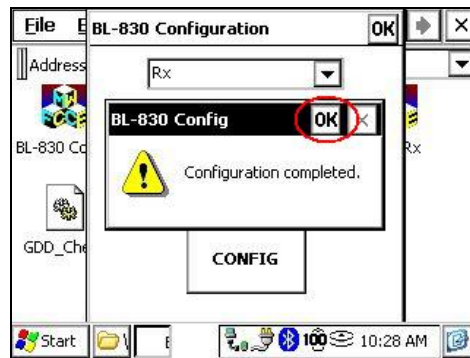 File E BL-830 Configuration OK
Address
Rx
BL-830 Config OK
BL-830 Co
Rx
Configuration completed.
GDD_Che
CONFIG
Start
100
10:28 AM